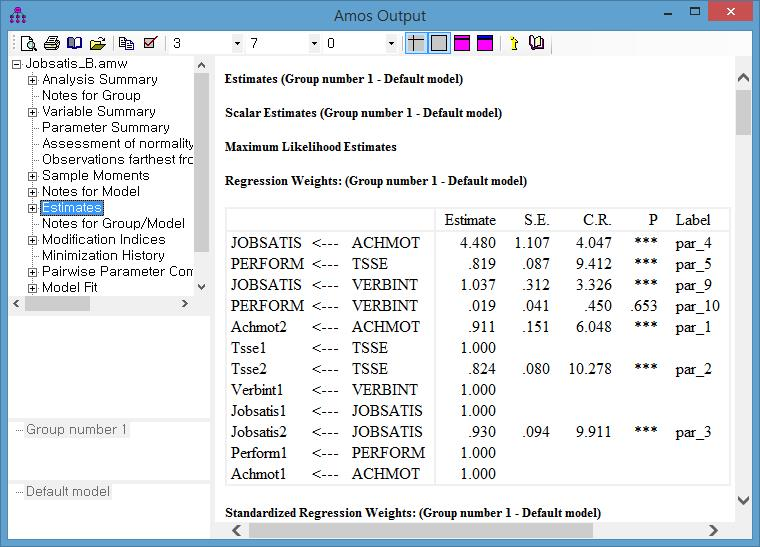 Amos Output
3 7 0
Jobsatis_B.amw
Analysis Summary
Notes for Group
Variable Summary
Parameter Summary
Assessment of normality
Observations farthest frc
Sample Moments
Notes for Model
Estimates
Notes for Group/Model
Modification Indices
Minimization History
Pairwise Parameter Com
Model Fit
Group number 1
Default model
Estimates (Group number 1 - Default model)
Scalar Estimates (Group number 1 - Default model)
Maximum Likelihood Estimates
Regression Weights: (Group number 1 - Default model)
Estimate S.E. C.R. P Label
JOBSATIS <--- ACHMOT 4.480 1.107 4.047 *** par_4
PERFORM <--- TSSE .819 .087 9.412 *** par_5
JOBSATIS <--- VERBINT 1.037 .312 3.326 *** par_9
PERFORM <--- VERBINT .019 .041 .450 .653 par_10
Achmot2 <--- ACHMOT .911 .151 6.048 *** par_1
Tsse1 <--- TSSE 1.000
Tsse2 <--- TSSE .824 .080 10.278 *** par_2
Verbint1 <--- VERBINT 1.000
Jobsatis1 <--- JOBSATIS 1.000
Jobsatis2 <--- JOBSATIS .930 .094 9.911 *** par_3
Perform1 <--- PERFORM 1.000
Achmot1 <--- ACHMOT 1.000
Standardized Regression Weights: (Group number 1 - Default model)